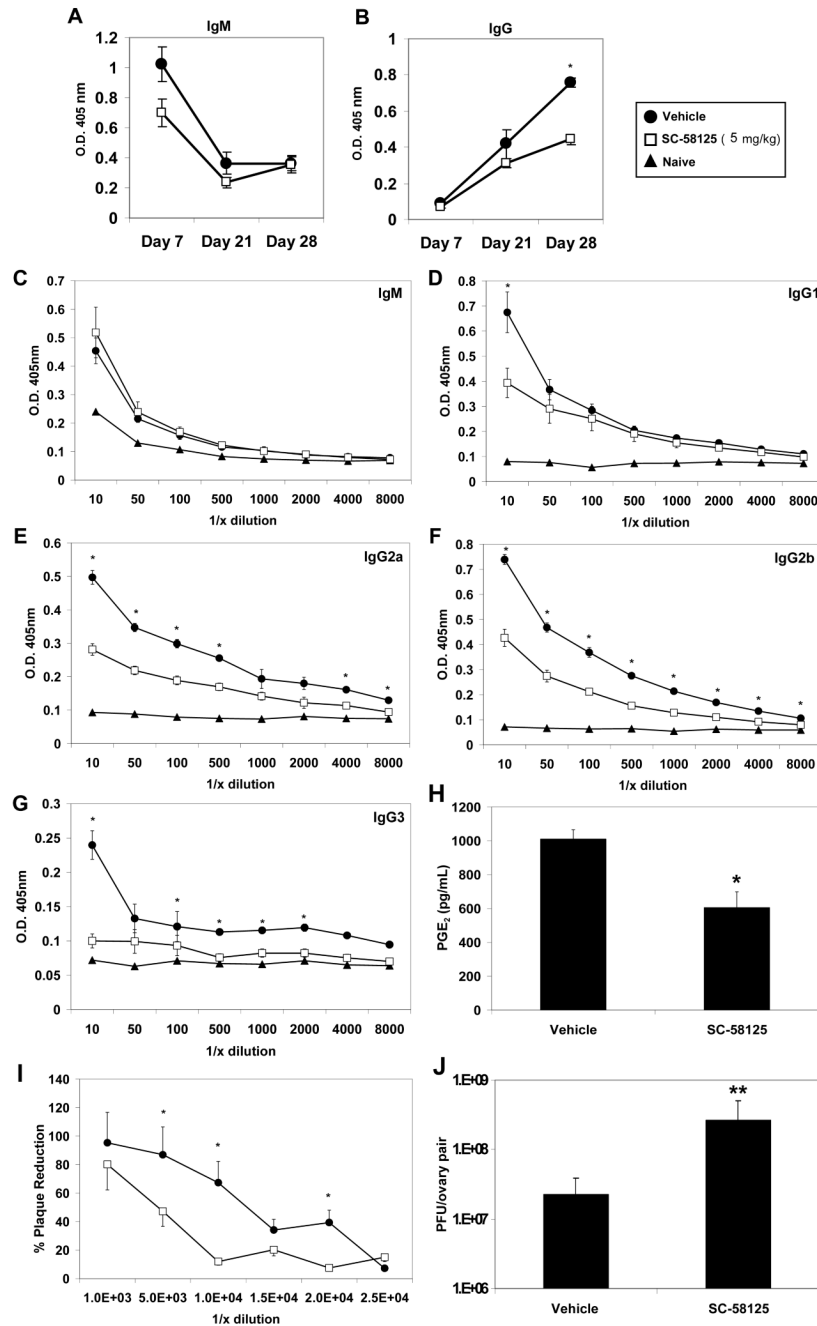 A
IgM
O.D. 405 nm
1.2
1
0.8
0.6
0.4
0.2
0
Day 7 Day 21 Day 28
B
IgG
*
O.D. 405 nm
1
0.8
0.6
0.4
0.2
0
Day 7 Day 21 Day 28
Vehicle
SC-58125 ( 5 mg/kg)
Naive
C
IgM
O.D. 405nm
0.7
0.6
0.5
0.4
0.3
0.2
0.1
0
10 50 100 500 1000 2000 4000 8000
1/x dilution
D
IgG1
*
O.D. 405nm
0.8
0.7
0.6
0.5
0.4
0.3
0.2
0.1
0
10 50 100 500 1000 2000 4000 8000
1/x dilution
E
IgG2a
* * * * * *
O.D. 405nm
0.6
0.5
0.4
0.3
0.2
0.1
0
10 50 100 500 1000 2000 4000 8000
1/x dilution
F
IgG2b
* * * * * * * *
O.D. 405nm
0.8
0.7
0.6
0.5
0.4
0.3
0.2
0.1
0
10 50 100 500 1000 2000 4000 8000
1/x dilution
G
IgG3
* * * * *
O.D. 405nm
0.3
0.25
0.2
0.15
0.1
0.05
0
10 50 100 500 1000 2000 4000 8000
1/x dilution
H
*
PGE2 (pg/mL)
1200
1000
800
600
400
200
0
Vehicle SC-58125
I
* * *
% Plaque Reduction
140
120
100
80
60
40
20
0
1.0E+03 5.0E+03 1.0E+04 1.5E+04 2.0E+04 2.5E+04
1/x dilution
J
**
PFU/ovary pair
1.E+09
1.E+08
1.E+07
1.E+06
Vehicle SC-58125